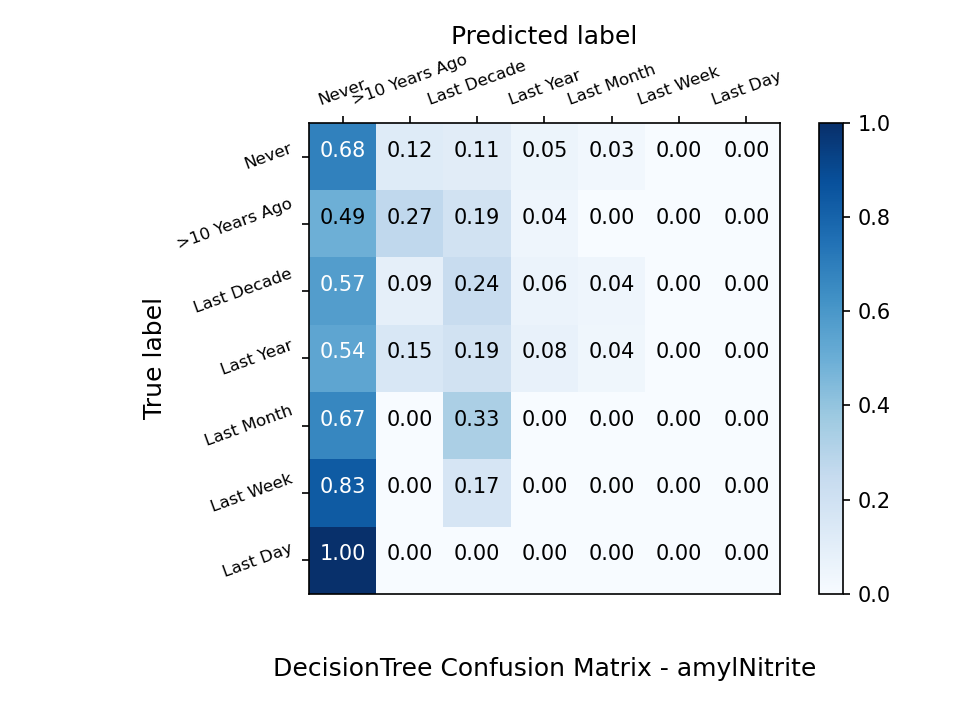 Predicted label
Never >10 Years Ago Last Decade Last Year Last Month Last Week Last Day
1.0
Never 0.68 0.12 0.11 0.05 0.03 0.00 0.00
>10 Years Ago 0.49 0.27 0.19 0.04 0.00 0.00 0.00
0.8
Last Decade 0.57 0.09 0.24 0.06 0.04 0.00 0.00
0.6
True label
Last Year 0.54 0.15 0.19 0.08 0.04 0.00 0.00
0.4
Last Month 0.67 0.00 0.33 0.00 0.00 0.00 0.00
Last Week 0.83 0.00 0.17 0.00 0.00 0.00 0.00
0.2
Last Day 1.00 0.00 0.00 0.00 0.00 0.00 0.00
0.0
DecisionTree Confusion Matrix - amylNitrite